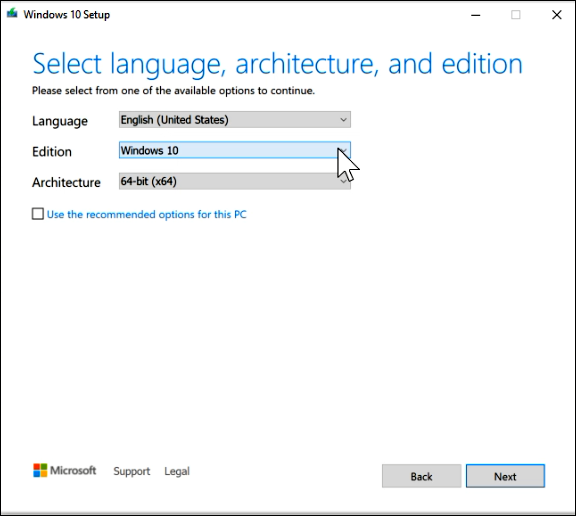 Windows 10 Setup
Select language, architecture, and edition
Please select from one of the available options to continue.
Language English (United States)
Edition Windows 10
Architecture 64-bit (x64)
Use the recommended options for this PC
Microsoft Support Legal Back Next